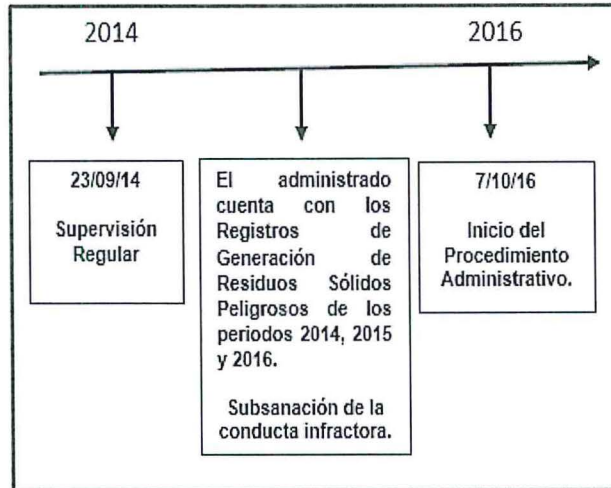 2014
2016
23/09/14
Supervisión
Regular
El administrado
cuenta con los
Registros de
Generación de
Residuos Sólidos
Peligrosos de los
periodos 2014, 2015
y 2016.
Subsanación de la
conducta infractora.
7/10/16
Inicio del
Procedimiento
Administrativo.